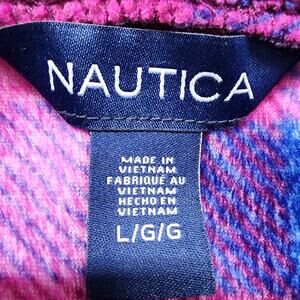 NAUTICA
MADE IN
VIETNAM
FABRIQUÉ AU
VIETNAM
HECHO EN
VIETNAM
L/G/G